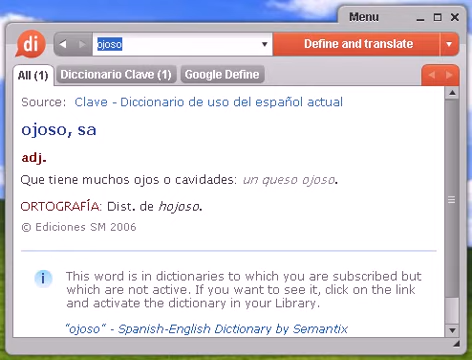 Menu
di
ojoso
Define and translate
All (1)
Diccionario Clave (1)
Google Define
Source: Clave - Diccionario de uso del español actual
ojoso, sa
adj.
Que tiene muchos ojos o cavidades: un queso ojoso.
ORTOGRAFÍA: Dist. de hojoso.
© Ediciones SM 2006
i
This word is in dictionaries to which you are subscribed but
which are not active. If you want to see it, click on the link
and activate the dictionary in your Library.
"ojoso" - Spanish-English Dictionary by Semantix